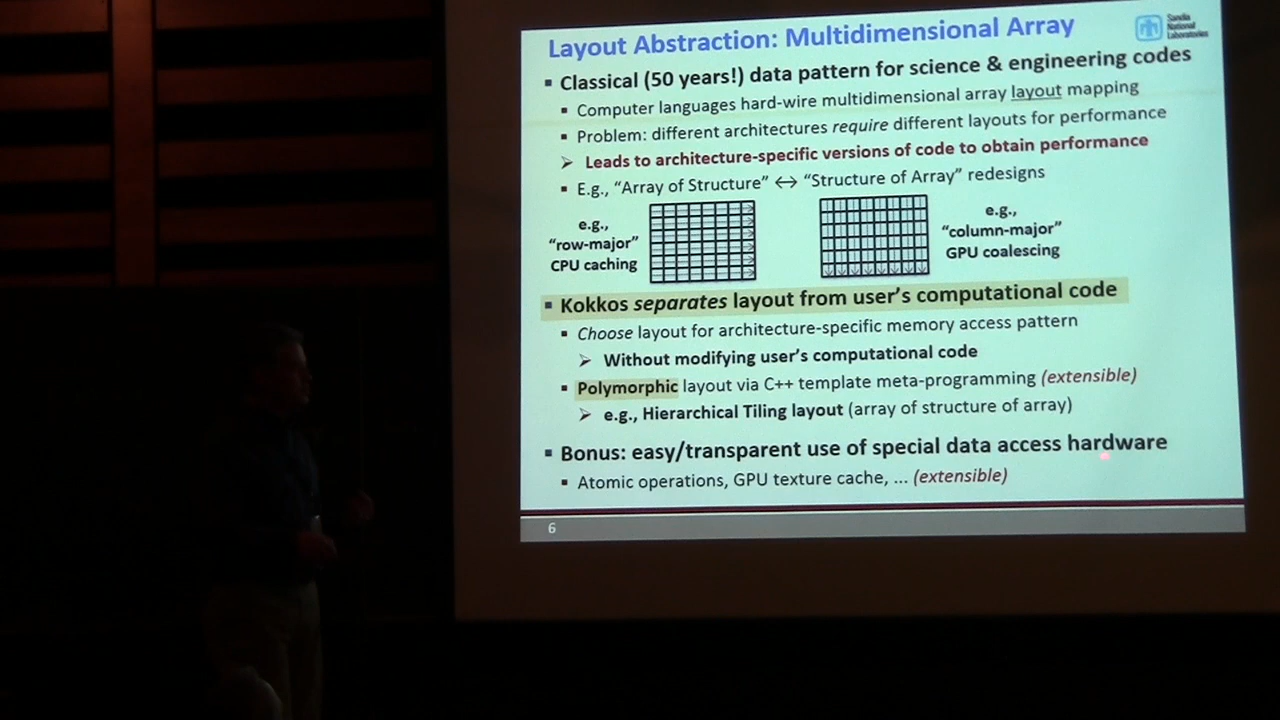 Layout Abstraction: Multidimensional Array
Sandia
National
Laboratories
▪ Classical (50 years!) data pattern for science & engineering codes
▪ Computer languages hard-wire multidimensional array layout mapping
▪ Problem: different architectures require different layouts for performance
➢ Leads to architecture-specific versions of code to obtain performance
▪ E.g., “Array of Structure” ↔ “Structure of Array” redesigns
e.g.,
“row-major”
CPU caching
e.g.,
“column-major”
GPU coalescing
▪ Kokkos separates layout from user’s computational code
▪ Choose layout for architecture-specific memory access pattern
➢ Without modifying user’s computational code
▪ Polymorphic layout via C++ template meta-programming (extensible)
➢ e.g., Hierarchical Tiling layout (array of structure of array)
▪ Bonus: easy/transparent use of special data access hardware
▪ Atomic operations, GPU texture cache, ... (extensible)
6